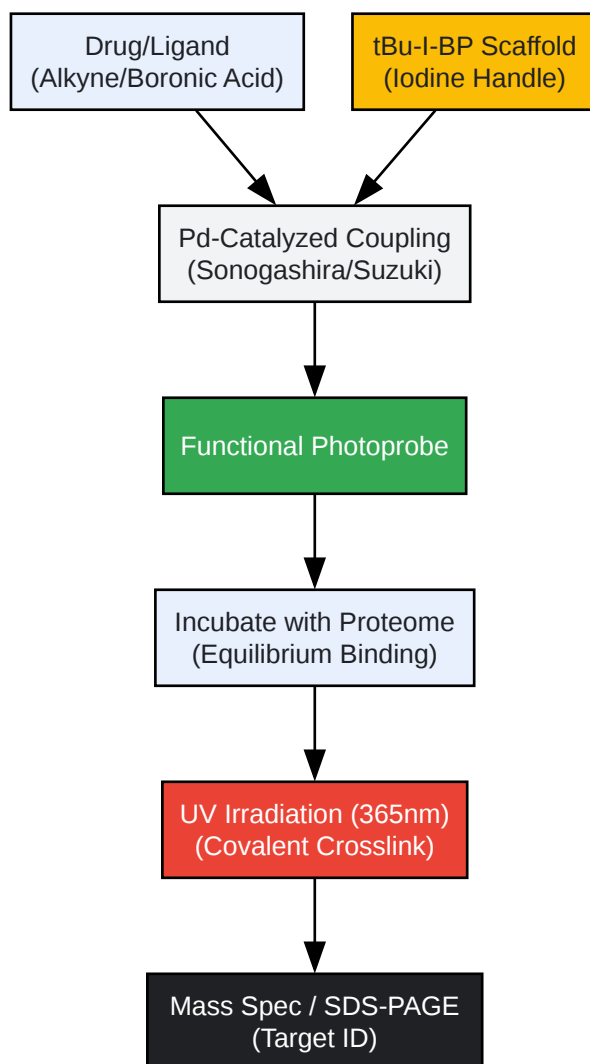 Drug/Ligand
(Alkyne/Boronic Acid)
tBu-I-BP Scaffold
(Iodine Handle)
Pd-Catalyzed Coupling
(Sonogashira/Suzuki)
Functional Photoprobe
Incubate with Proteome
(Equilibrium Binding)
UV Irradiation (365nm)
(Covalent Crosslink)
Mass Spec / SDS-PAGE
(Target ID)